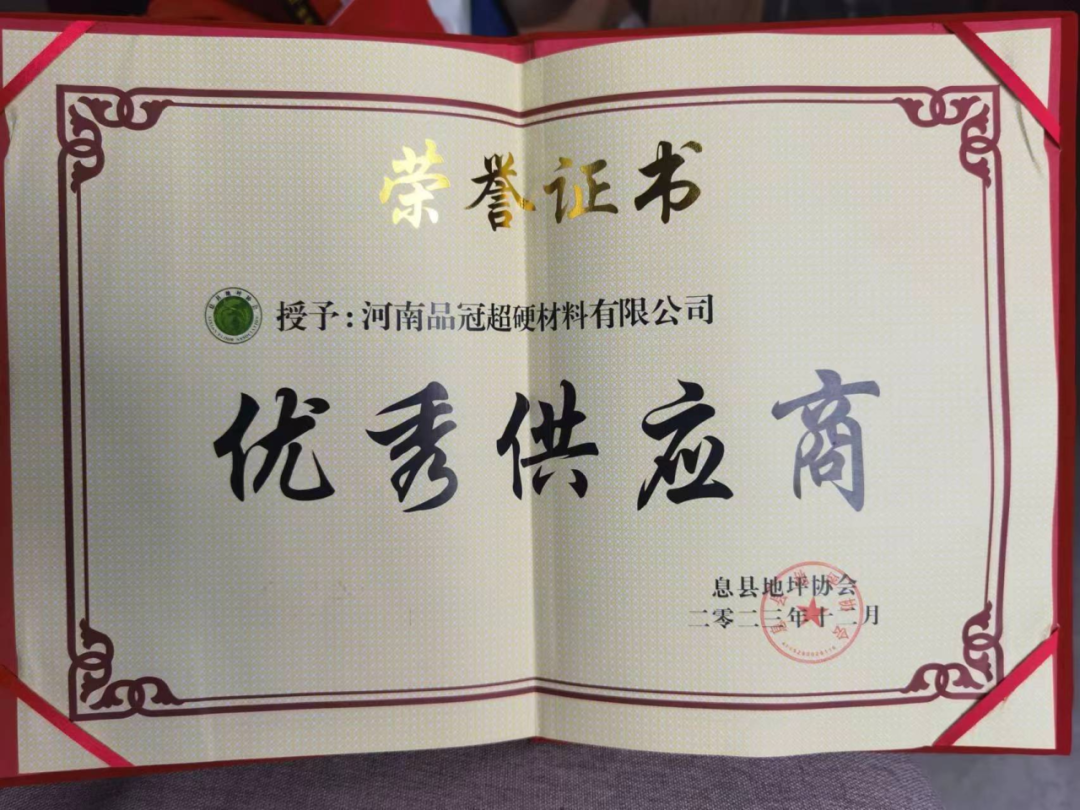 荣誉证书
授予:河南品冠超硬材料有限公司
优秀供应商
息县地坪协会
二零二三年十二月